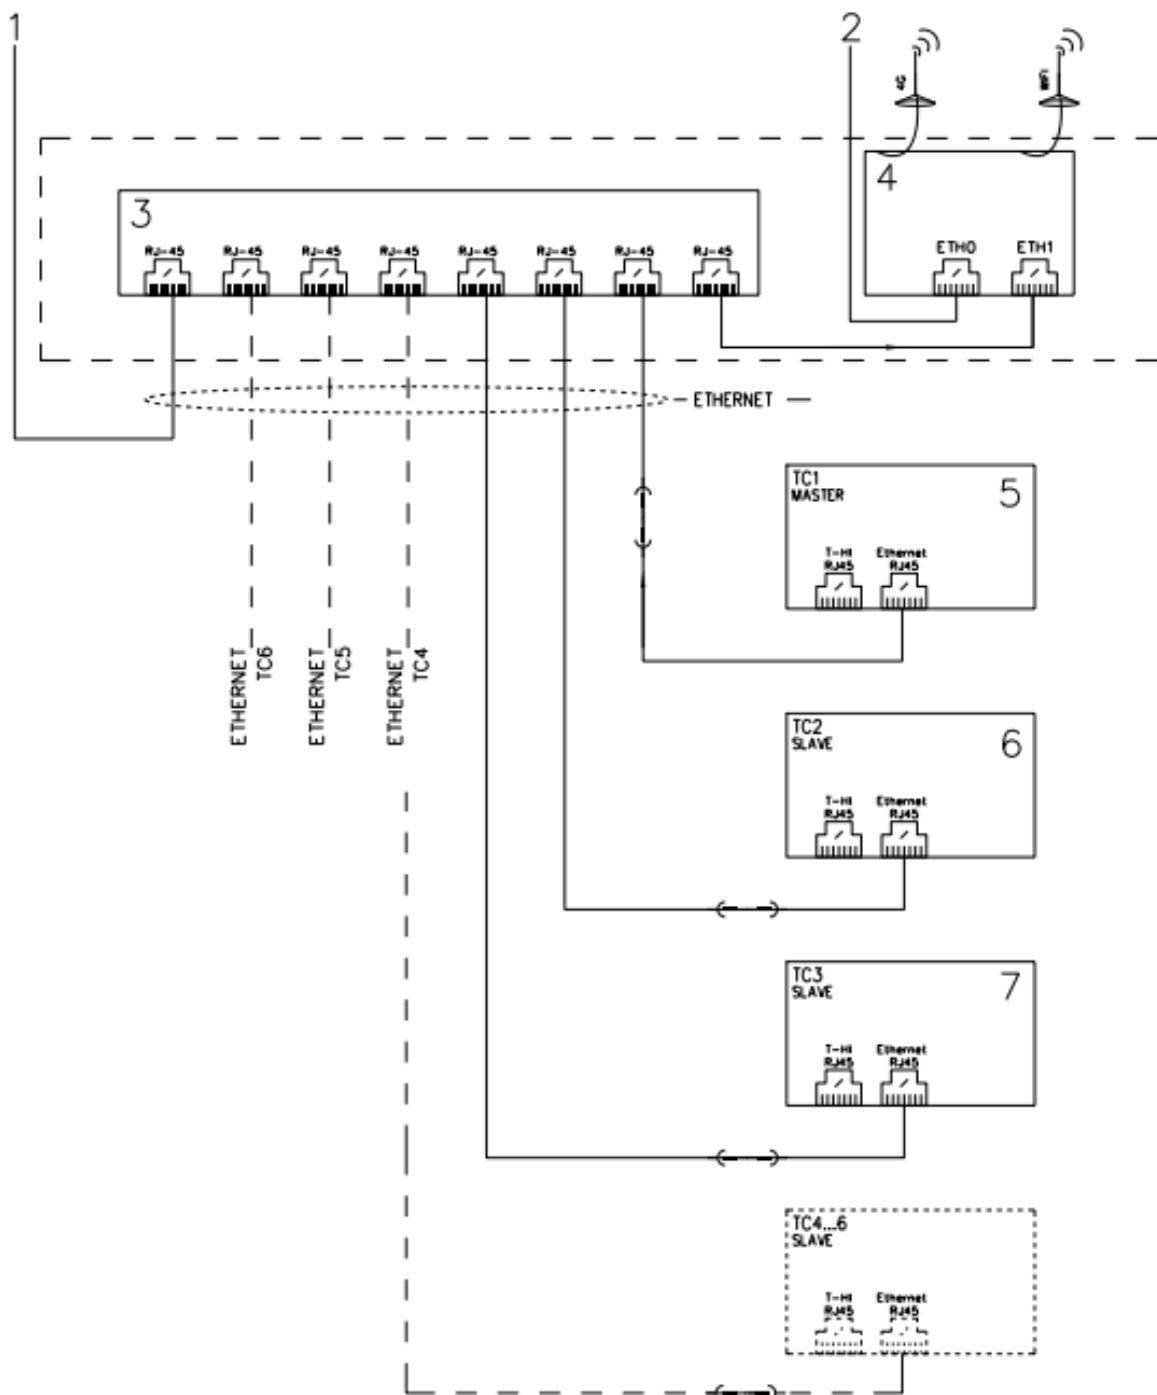 1
2
4G
WIFI
3
4
RJ-45
RJ-45
RJ-45
RJ-45
RJ-45
RJ-45
RJ-45
RJ-45
ETH0
ETH1
ETHERNET
TC1
MASTER
5
T-HI
RJ45
Ethernet
RJ45
ETHERNET
TC6
ETHERNET
TC5
ETHERNET
TC4
TC2
SLAVE
6
T-HI
RJ45
Ethernet
RJ45
TC3
SLAVE
7
T-HI
RJ45
Ethernet
RJ45
TC4...6
SLAVE
T-HI
RJ45
Ethernet
RJ45